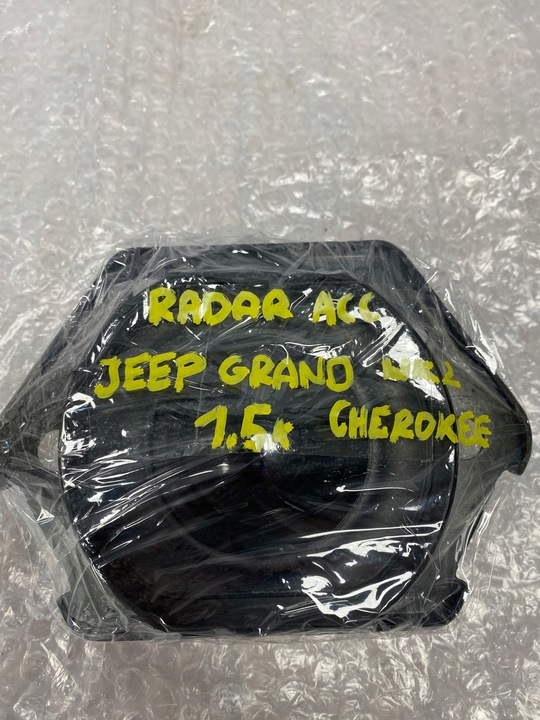 RADAR ACC
JEEP GRAND WK2
1.5K CHEROKEE